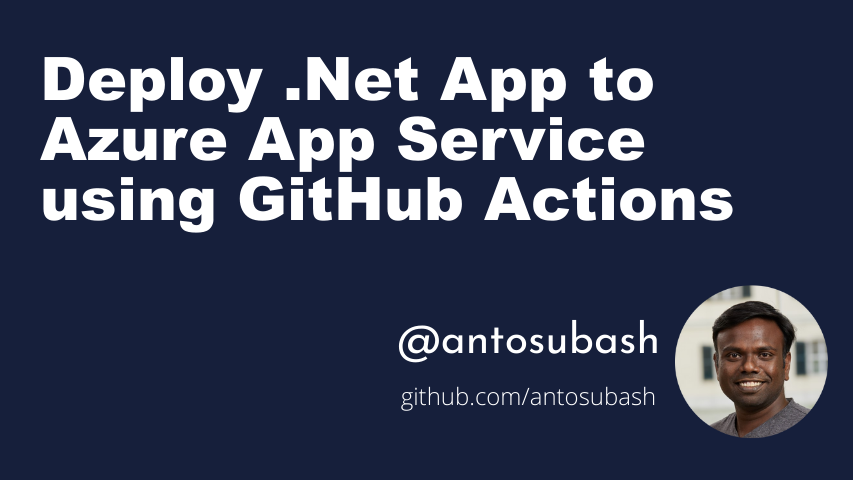 Deploy .Net App to
Azure App Service
using GitHub Actions
@antosubash
github.com/antosubash